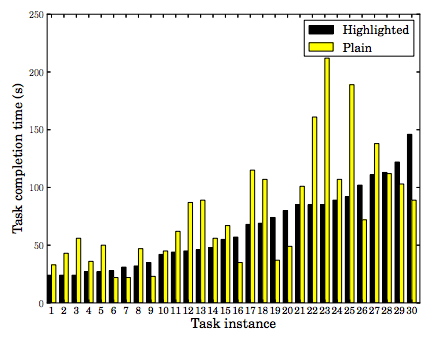 250
200
150
100
50
0
Task completion time (s)
Highlighted
Plain
1 2 3 4 5 6 7 8 9 10 11 12 13 14 15 16 17 18 19 20 21 22 23 24 25 26 27 28 29 30
Task instance